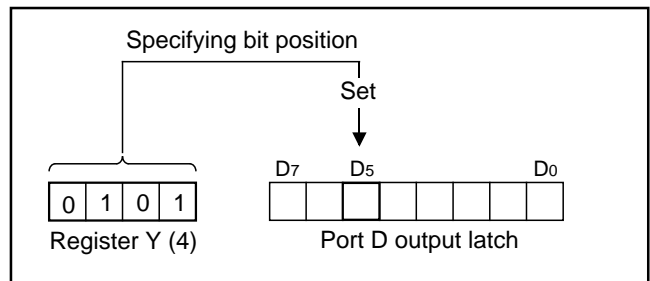 Specifying bit position
Set
D7 D5 D0
0 1 0 1
Register Y (4) Port D output latch